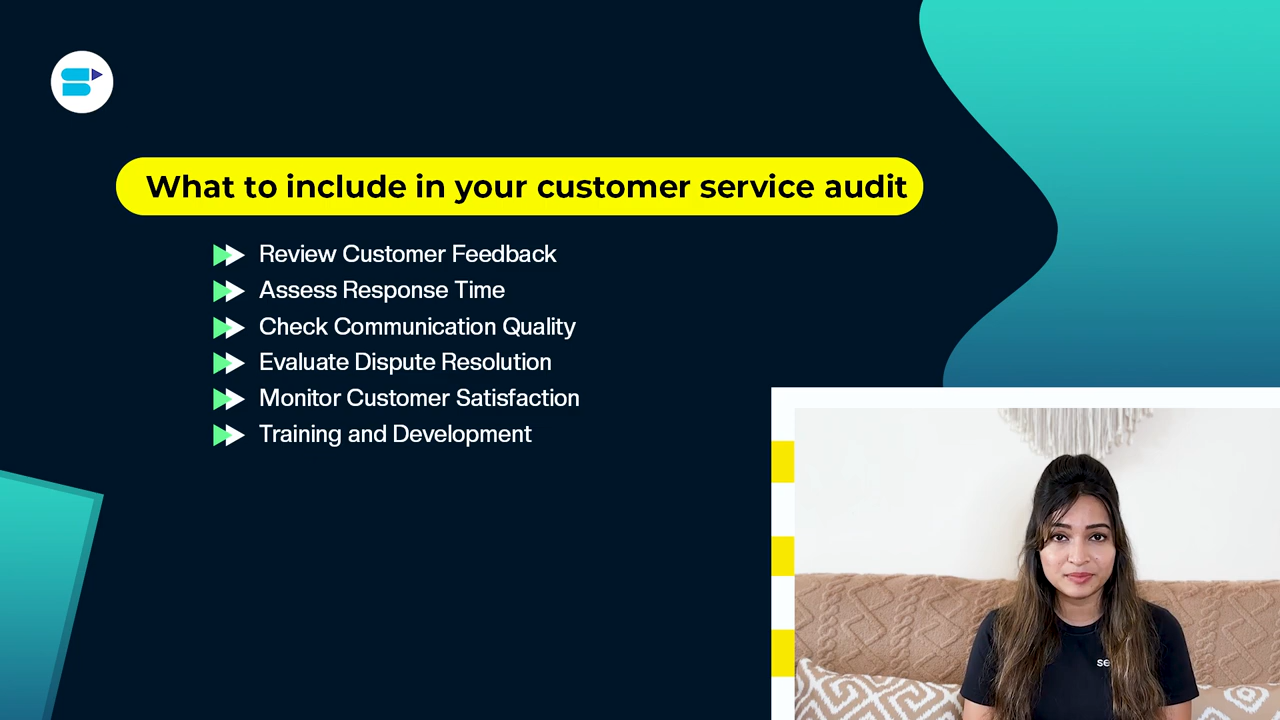 What to include in your customer service audit
Review Customer Feedback
Assess Response Time
Check Communication Quality
Evaluate Dispute Resolution
Monitor Customer Satisfaction
Training and Development